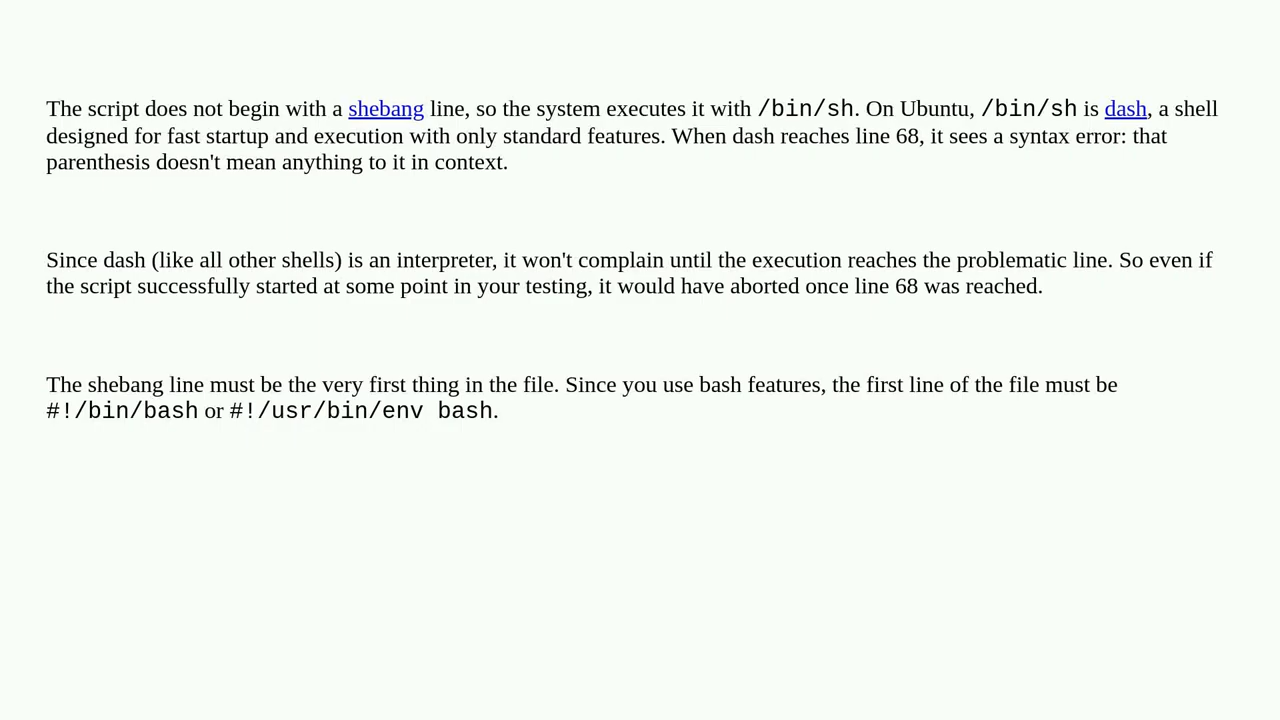 The script does not begin with a shebang line, so the system executes it with /bin/sh. On Ubuntu, /bin/sh is dash, a shell
designed for fast startup and execution with only standard features. When dash reaches line 68, it sees a syntax error: that
parenthesis doesn't mean anything to it in context.
Since dash (like all other shells) is an interpreter, it won't complain until the execution reaches the problematic line. So even if
the script successfully started at some point in your testing, it would have aborted once line 68 was reached.
The shebang line must be the very first thing in the file. Since you use bash features, the first line of the file must be
#!/bin/bash or #!/usr/bin/env bash.